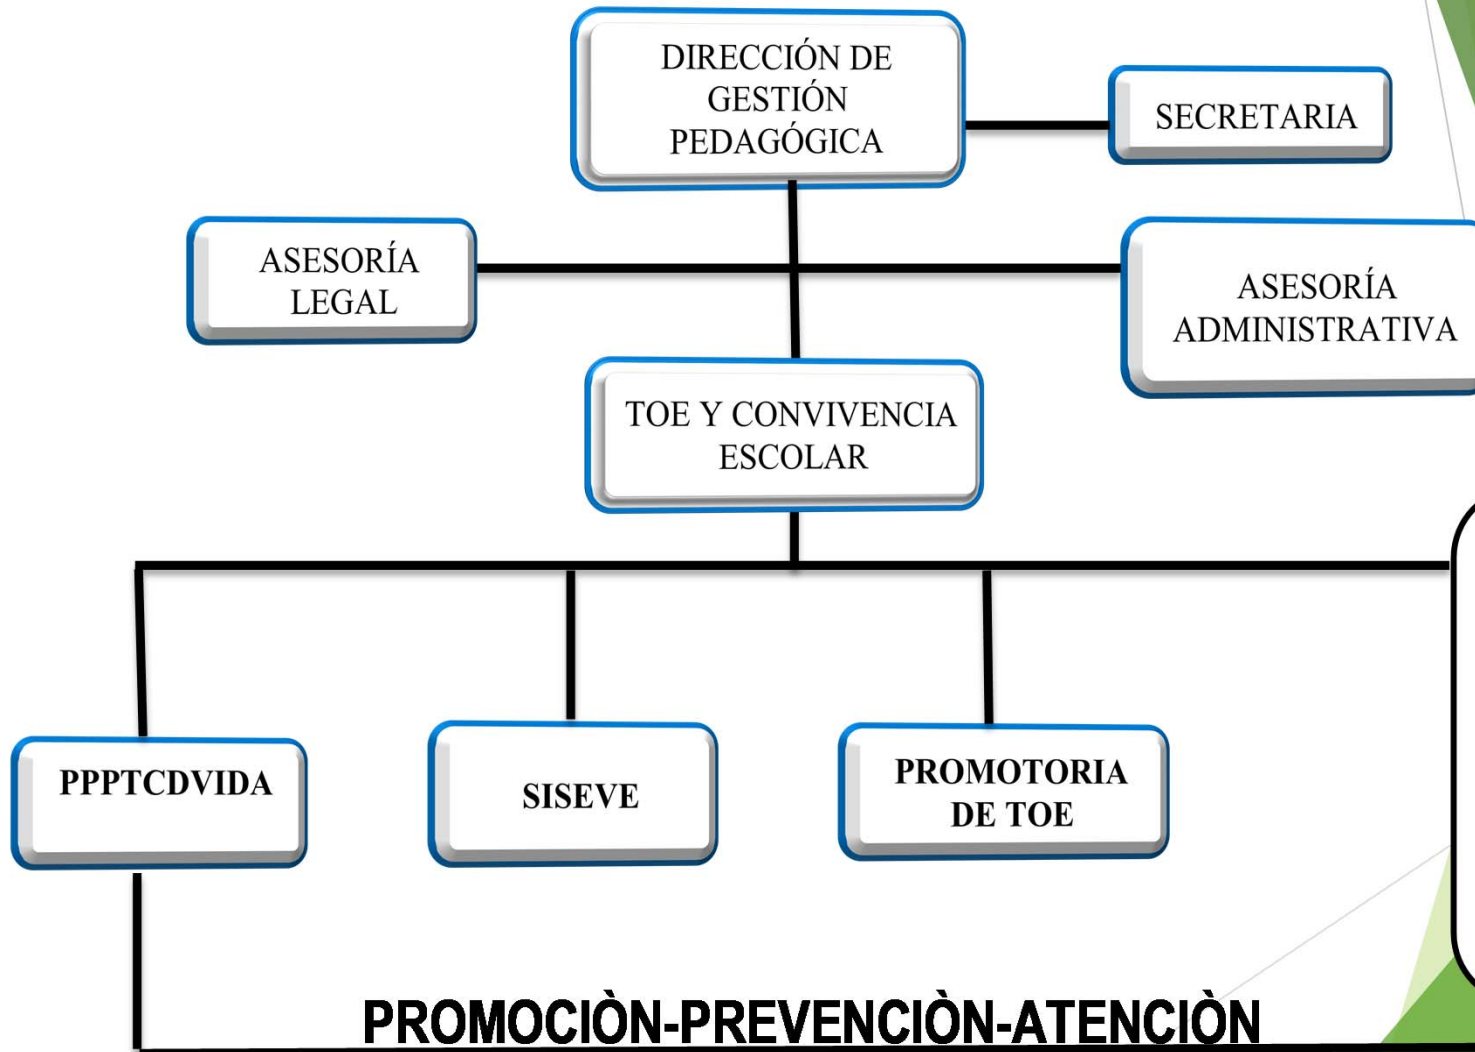 DIRECCIÓN DE
GESTIÓN
PEDAGÓGICA
SECRETARIA
ASESORÍA
LEGAL
ASESORÍA
ADMINISTRATIVA
TOE Y CONVIVENCIA
ESCOLAR
PPPTCDVIDA
SISEVE
PROMOTORIA
DE TOE
PROMOCIÒN-PREVENCIÒN-ATENCIÒN